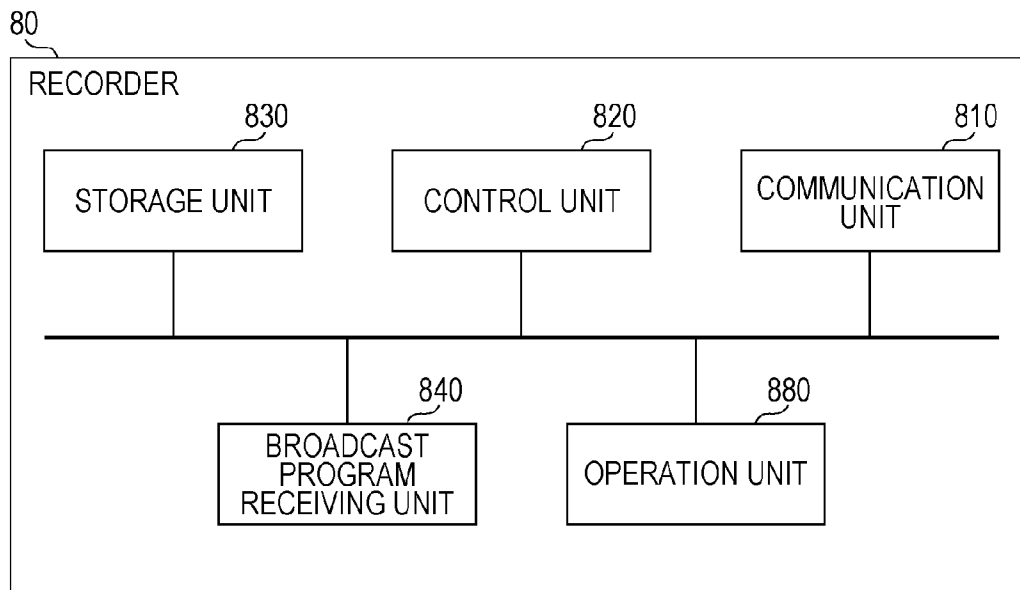 80
RECORDER
830
820
810
STORAGE UNIT
CONTROL UNIT
COMMUNICATION
UNIT
840
880
BROADCAST
PROGRAM
RECEIVING UNIT
OPERATION UNIT